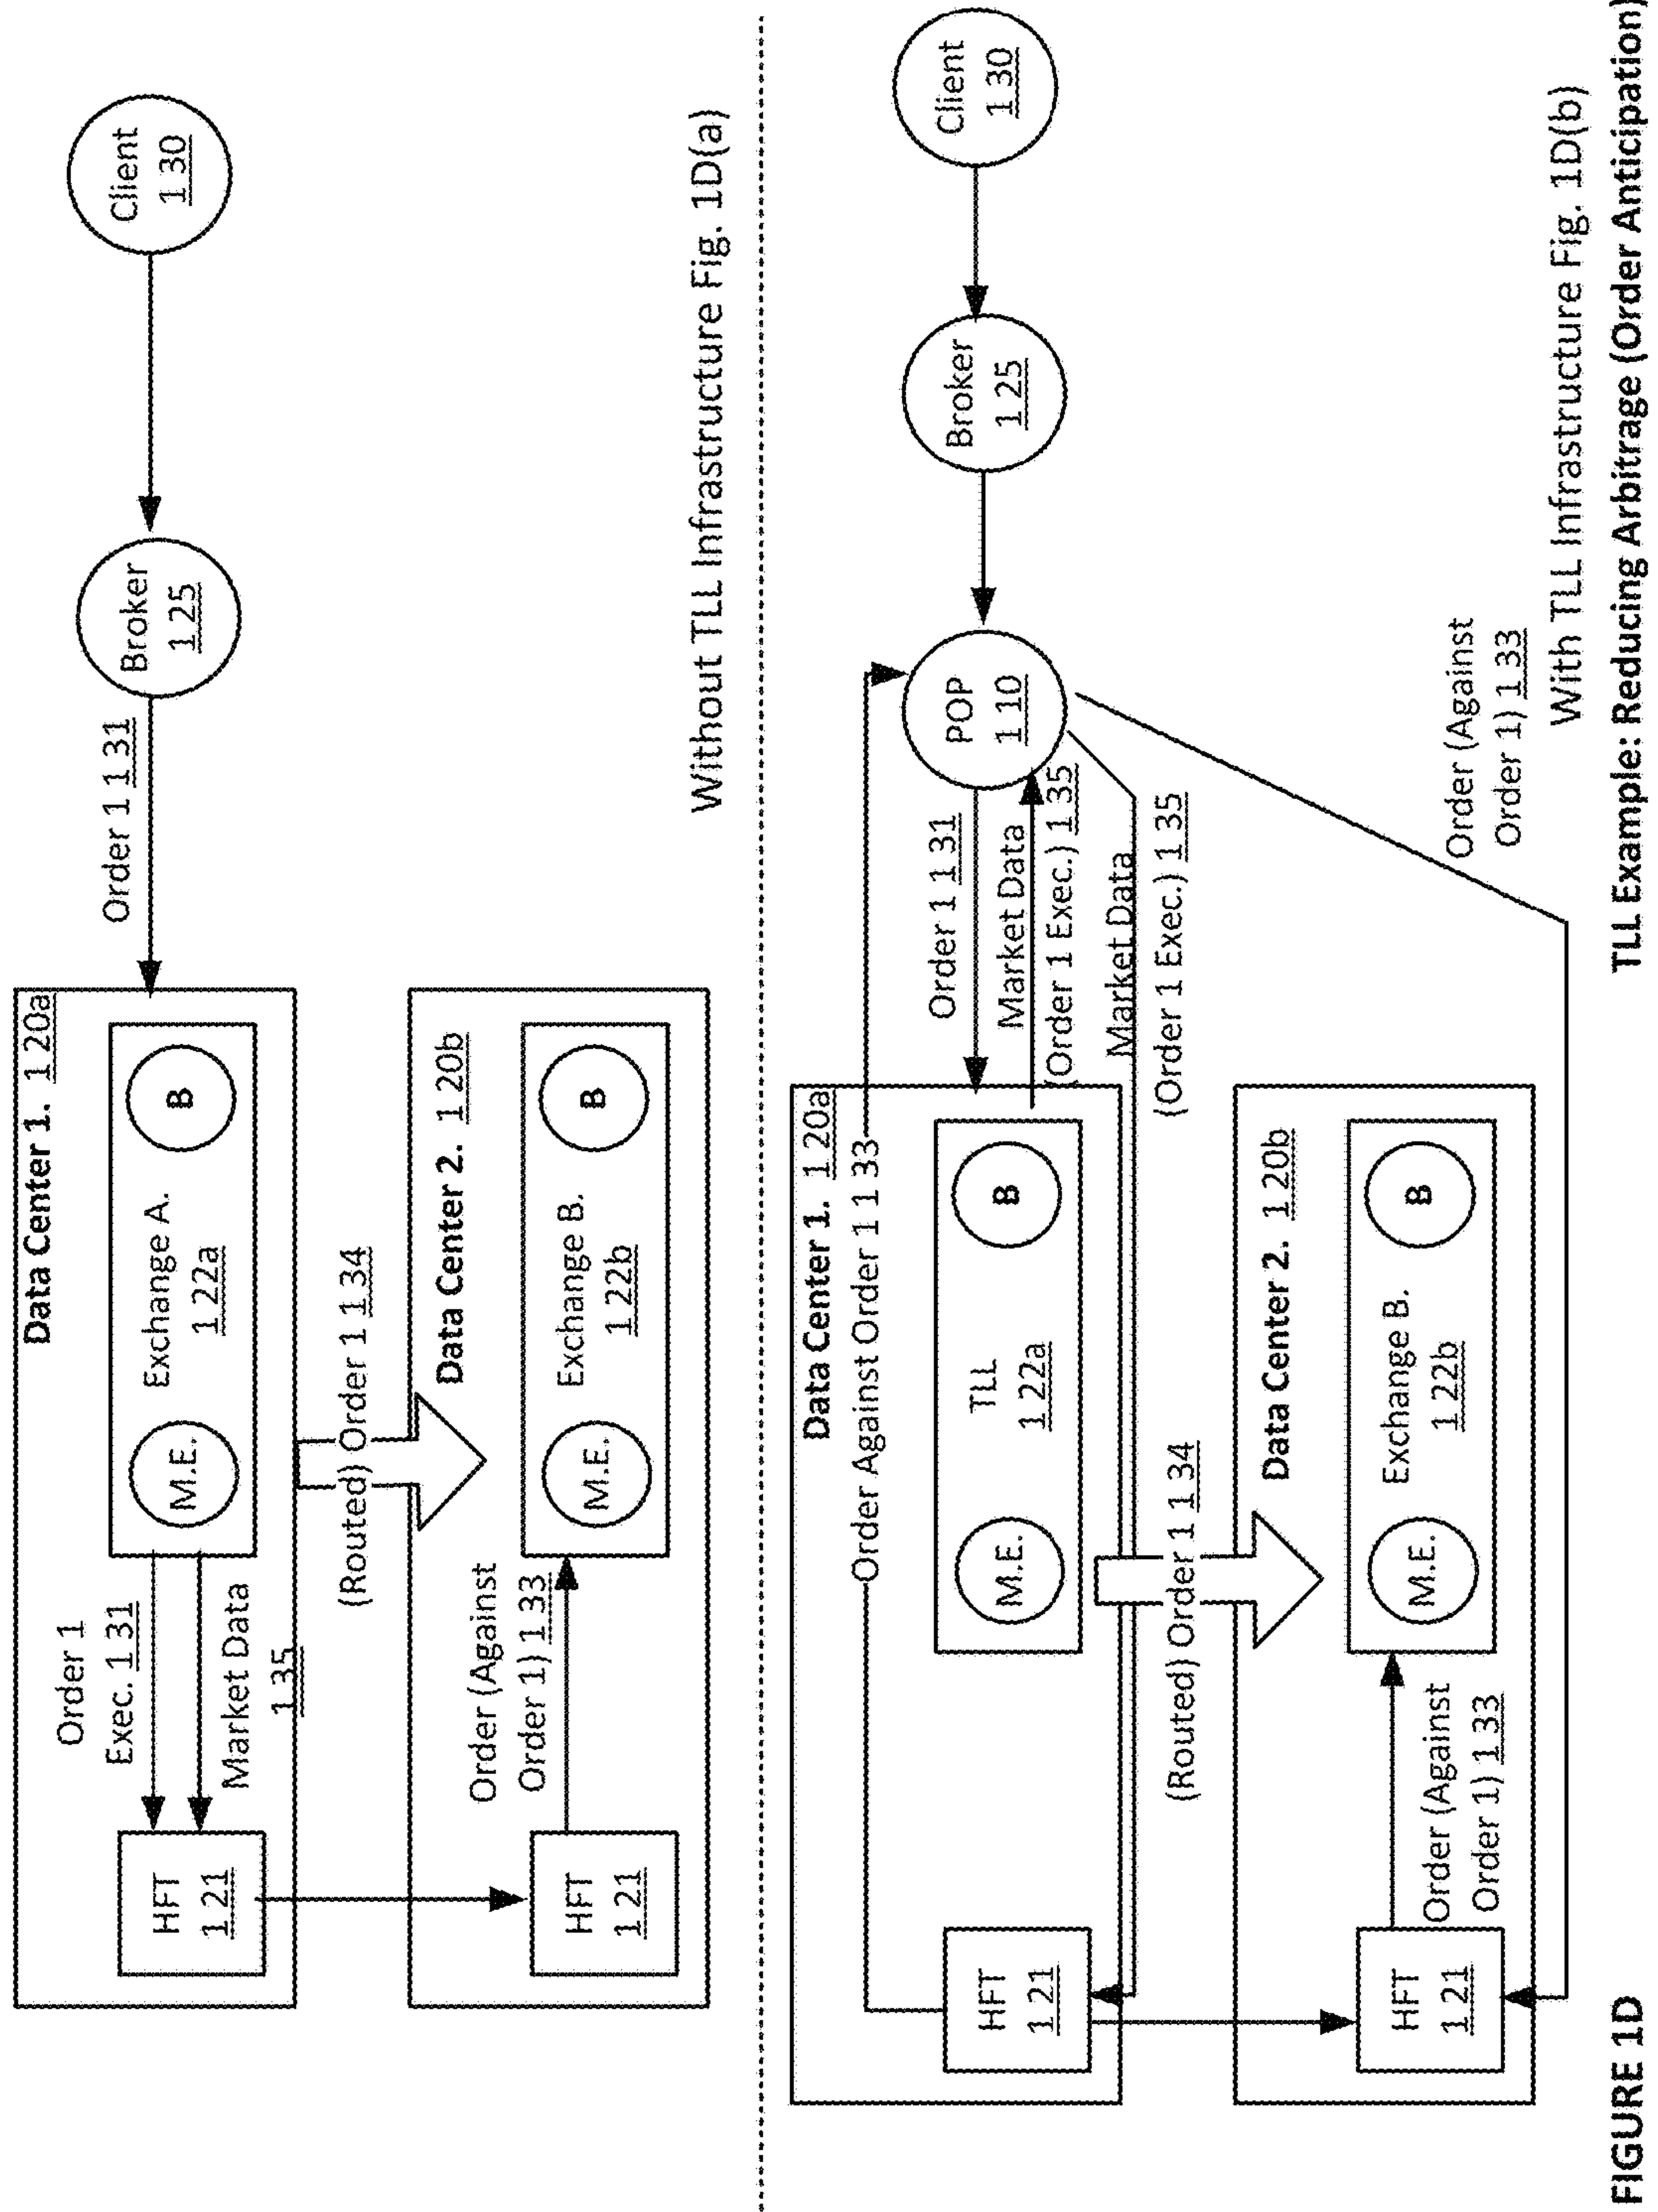 Data Center 1. 120a
Exchange A.
122a
M.E.
B
HFT
121
Order 1
Exec. 131
Market Data
135
Order 1 131
Broker
125
Client
130
(Routed) Order 1 134
Data Center 2. 120b
Exchange B.
122b
M.E.
B
HFT
121
Order (Against
Order 1) 133
Without TLL Infrastructure Fig. 1D(a)
Data Center 1. 120a
Order Against Order 1 133
TLL
122a
M.E.
B
HFT
121
Order 1 131
Market Data
(Order 1 Exec.) 135
Market Data
(Order 1 Exec.) 135
POP
110
Broker
125
Client
130
(Routed) Order 1 134
Data Center 2. 120b
Exchange B.
122b
M.E.
B
HFT
121
Order (Against
Order 1) 133
Order (Against
Order 1) 133
With TLL Infrastructure Fig. 1D(b)
FIGURE 1D
TLL Example: Reducing Arbitrage (Order Anticipation)